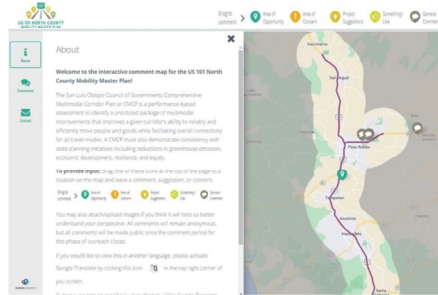 US 101 NORTH COUNTY
MOBILITY MASTER PLAN
Drag to comment
Area of Opportunity
Area of Concern
Project Suggestions
Something I Like
General Comment
About
Comments
Contact
About
Welcome to the interactive comment map for the US 101 North
County Mobility Master Plan!
The San Luis Obispo Council of Governments Comprehensive
Multimodal Corridor Plan or CMCP is a performance-based
assessment to identify a prioritized package of multimodal
improvements that improves a given corridor's ability to reliably and
efficiently move people and goods while facilitating overall connectivity
for all travel modes. A CMCP must also demonstrate consistency with
state planning initiatives including reductions in greenhouse emission,
economic development, resilience, and equity.
To provide input: drag one of these icons at the top of the page to a
location on the map and leave a comment, suggestion, or concern.
Drag to comment
Area of Opportunity
Area of Concern
Project Suggestions
Something I Like
General Comment
You may also attach/upload images if you think it will help us better
understand your perspective. All comments will remain anonymous,
but all comments will be made public once the comment period for
this phase of outreach closes.
If you would like to view this in another language, please activate
Google Translate by clicking this icon in the top right corner of
you screen.
San Miguel
Paso Robles
Templeton
Atascadero
Santa